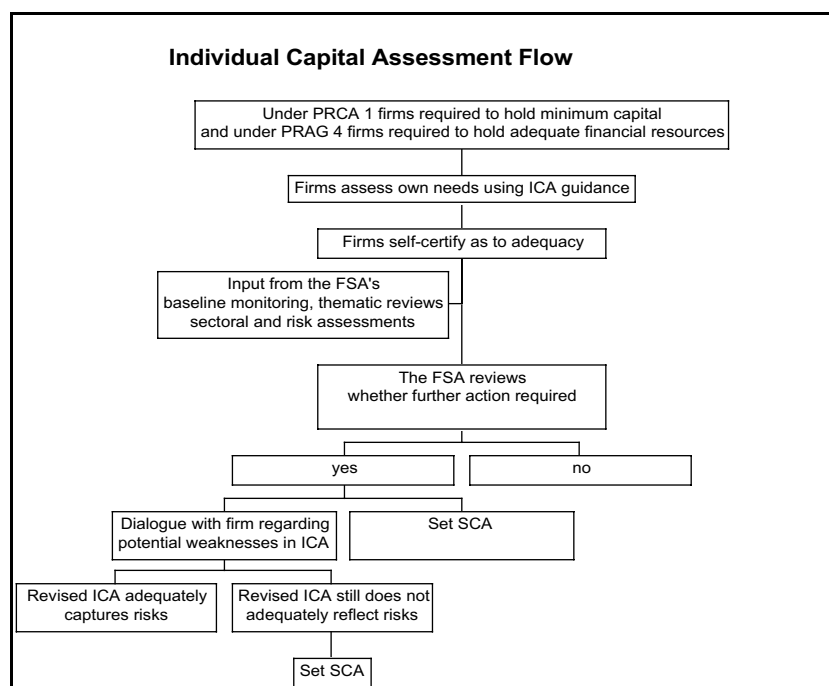 Individual Capital Assessment Flow
Under PRCA 1 firms required to hold minimum capital
and under PRAG 4 firms required to hold adequate financial resources
Firms assess own needs using ICA guidance
Firms self-certify as to adequacy
Input from the FSA's
baseline monitoring, thematic reviews
sectoral and risk assessments
The FSA reviews
whether further action required
yes
no
Dialogue with firm regarding
potential weaknesses in ICA
Set SCA
Revised ICA adequately
captures risks
Revised ICA still does not
adequately reflect risks
Set SCA